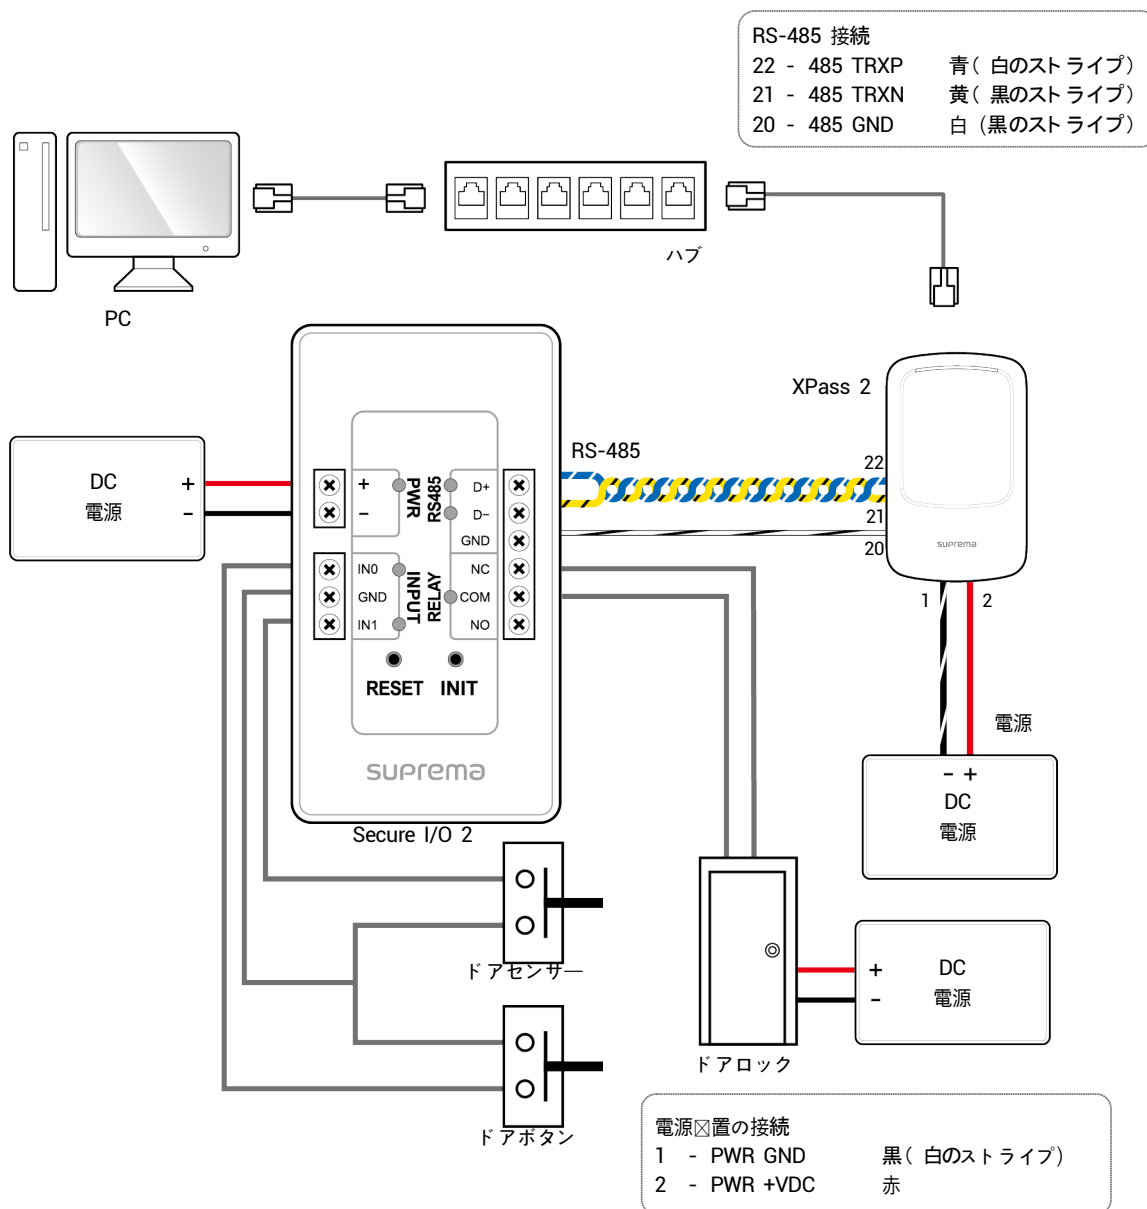 RS-485 接続
22 - 485 TRXP 青( 白のストライプ)
21 - 485 TRXN 黄( 黒のストライプ)
20 - 485 GND 白 (黒のストライプ)
ハブ
PC
XPass 2
RS-485
22
21
20
suprema
1 2
DC
電源
+
-
+
-
PWR
RS485
D+
D-
GND
IN0
GND
IN1
INPUT
RELAY
NC
COM
NO
RESET INIT
suprema
Secure I/O 2
電源
- +
DC
電源
ドアセンサー
ドアボタン
ドアロック
+
-
DC
電源
電源置の接続
1 - PWR GND 黒( 白のストライプ)
2 - PWR +VDC 赤